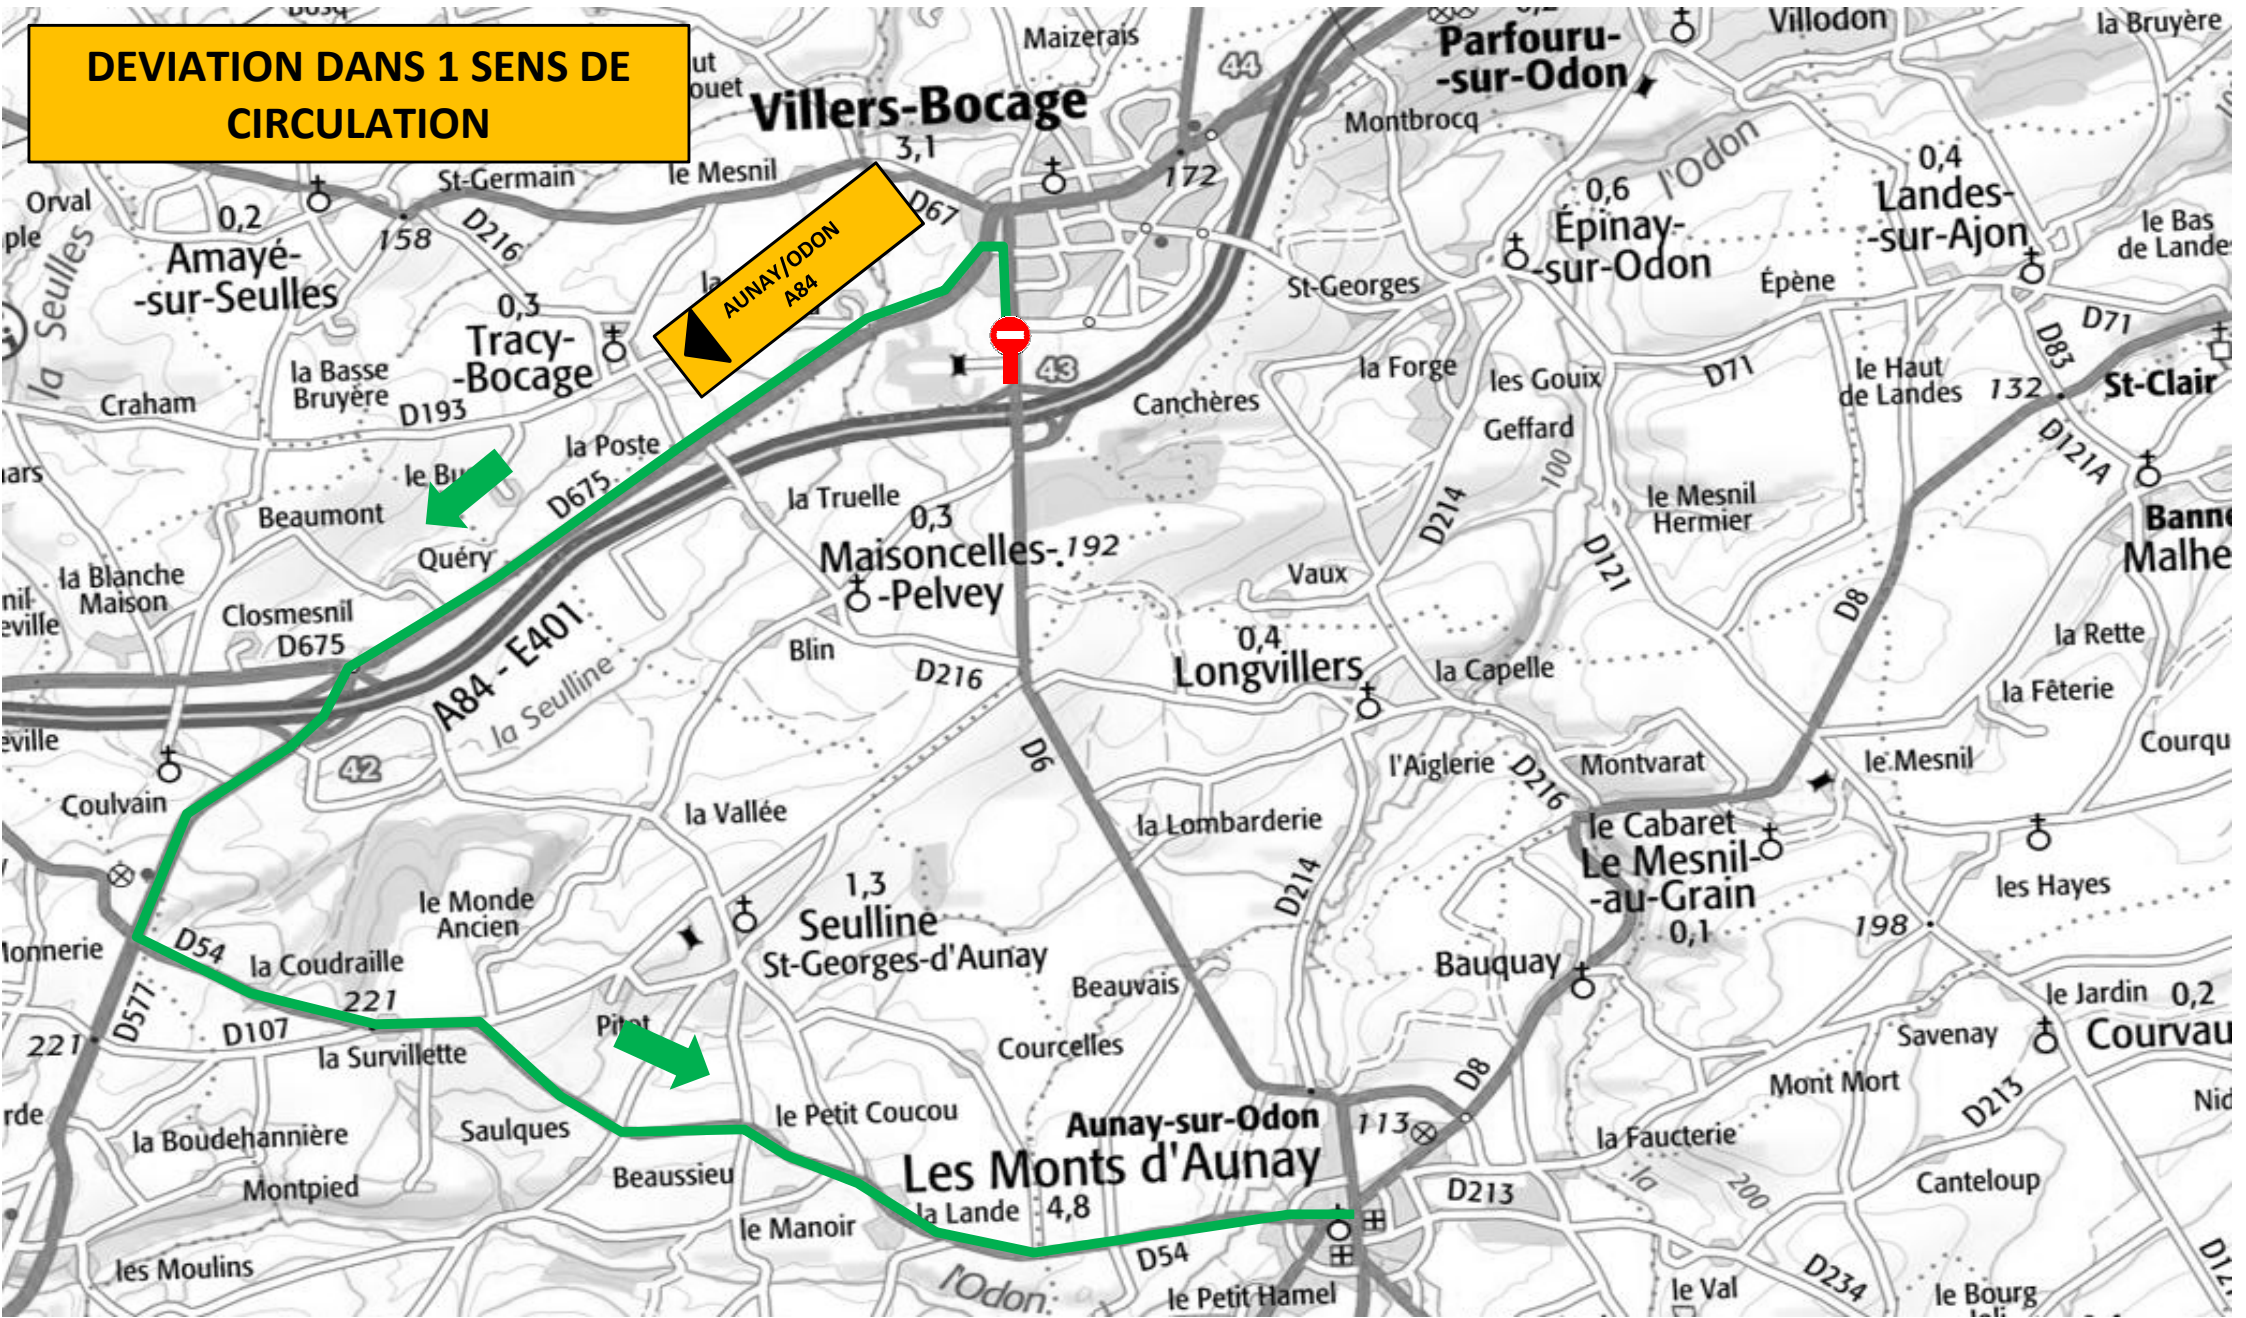 DEVIATION DANS 1 SENS DE
CIRCULATION
Maizerais
44
Parfouru-
-sur-Odon
Villodon
la Bruyère
Villers-Bocage
3,1
Montbrocq
l'Odon
Orval
St-Germain
le Mesnil
D67
172
0,6
Épinay-
-sur-Odon
0,4
Landes-
-sur-Ajon
le Bas
de Landes
0,2
Amayé-
-sur-Seulles
158
D216
la Seulles
AUNAY/ODON
A84
St-Georges
Épène
0,3
Tracy-
-Bocage
D71
D83
la Basse
Bruyère
43
la Forge
les Gouix
D71
le Haut
de Landes
132
St-Clair
Craham
D193
Canchères
Geffard
D121A
la Poste
100
Beaumont
D675
la Truelle
D214
le Mesnil
Hermier
Quéry
0,3
Maisoncelles-
-Pelvey
192
Vaux
D121
D8
la Blanche
Maison
Closmesnil
D675
A84 - E401
la Seulline
Blin
D216
0,4
Longvillers
la Capelle
la Rette
la Fêterie
42
D6
l'Aiglerie
D216
Montvarat
le Mesnil
Coulvain
la Vallée
la Lombarderie
le Cabaret
Le Mesnil-
-au-Grain
0,1
le Monde
Ancien
1,3
Seulline
St-Georges-d'Aunay
D214
les Hayes
198
D54
la Coudraille
221
Beauvais
Bauquay
le Jardin
0,2
D577
D107
la Survillette
221
Courcelles
Savenay
D8
Mont Mort
D213
la Boudehannière
Saulques
le Petit Coucou
Aunay-sur-Odon
113
Les Monts d'Aunay
la Faucterie
Montpied
Beaussieu
la Lande
4,8
D213
200
Canteloup
le Manoir
les Moulins
D54
l'Odon
le Petit Hamel
D234
le Val
le Bourg